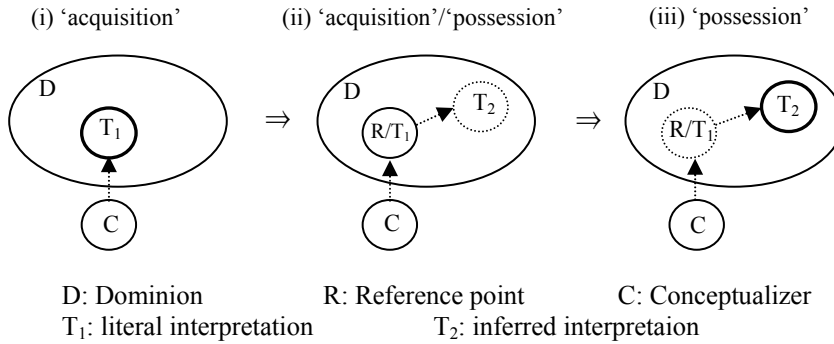 (i) ‘acquisition’ (ii) ‘acquisition’/‘possession’ (iii) ‘possession’
D D D
T₂ T₂
T₁ R/T₁ R/T₁
⇒ ⇒
C C C
D: Dominion R: Reference point C: Conceptualizer
T₁: literal interpretation T₂: inferred interpretaion